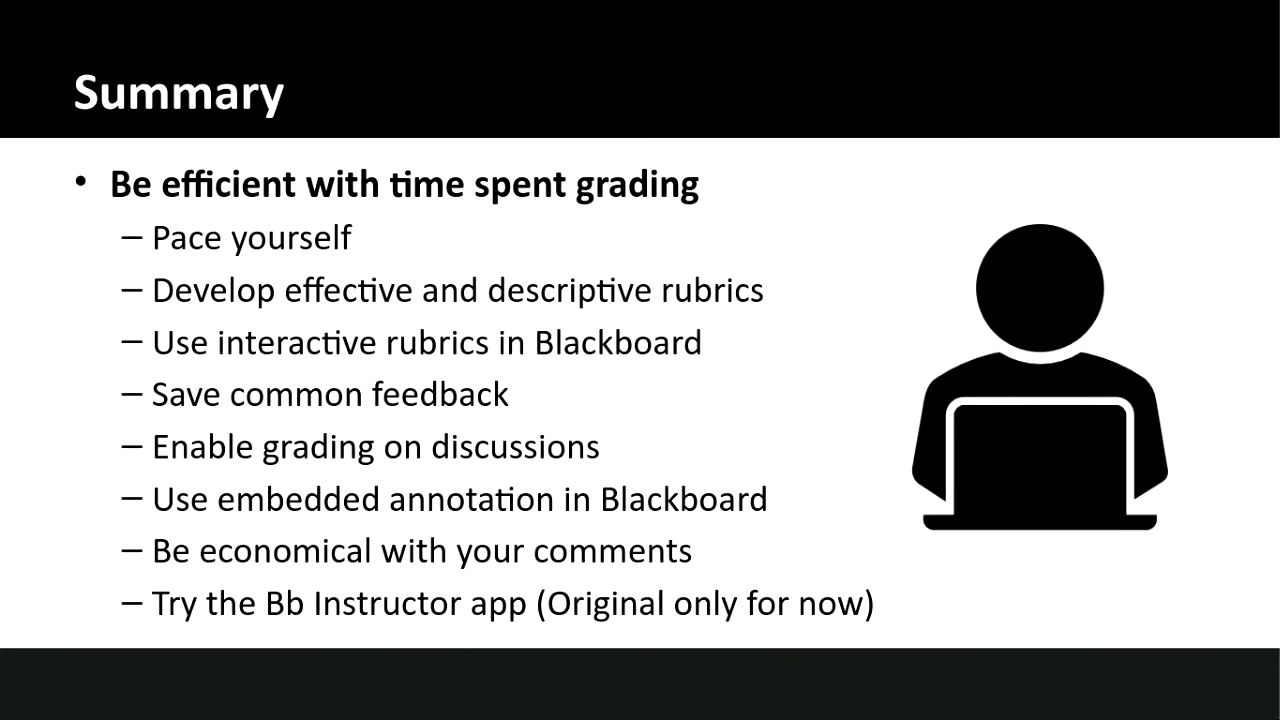 Summary
• Be efficient with time spent grading
– Pace yourself
– Develop effective and descriptive rubrics
– Use interactive rubrics in Blackboard
– Save common feedback
– Enable grading on discussions
– Use embedded annotation in Blackboard
– Be economical with your comments
– Try the Bb Instructor app (Original only for now)